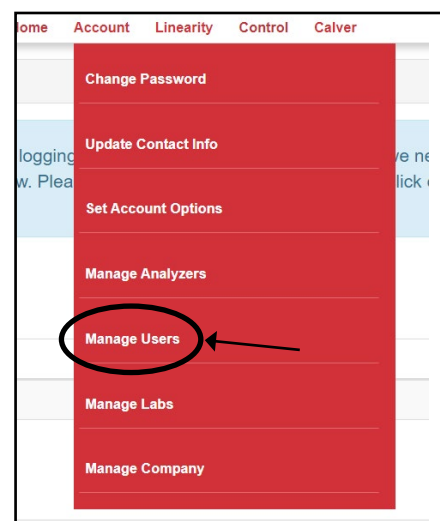 ome Account Linearity Control Calver
Change Password
logging
Update Contact Info
ve ne
w. Plea
lick
Set Account Options
Manage Analyzers
Manage Users
Manage Labs
Manage Company